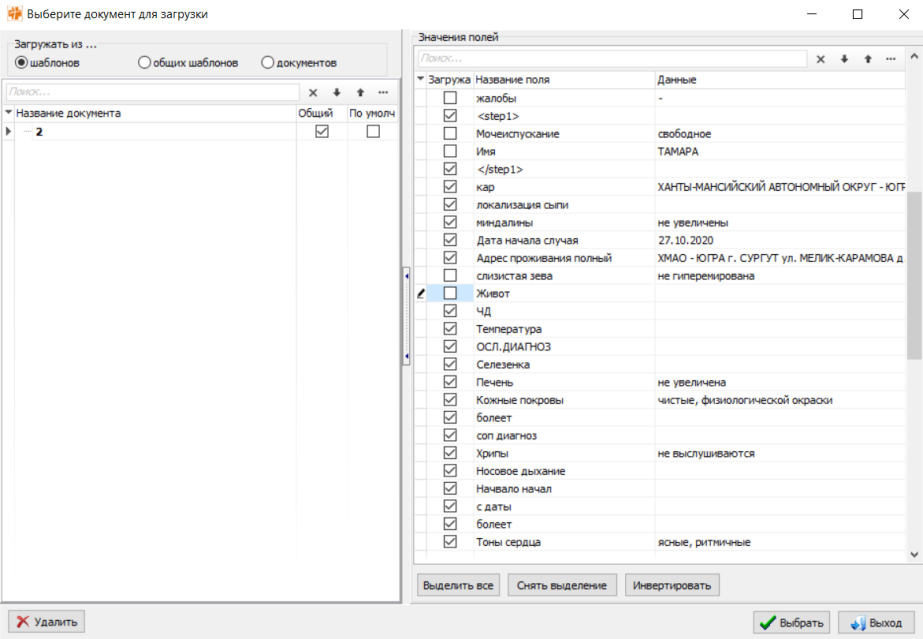 Выберите документ для загрузки
Загружать из ...
шаблонов общих шаблонов документов
Поиск...
Название документа Общий По умолч
2
Значения полей
Поиск...
Загружа Название поля Данные
жалобы -
<step1>
Мочеиспускание свободное
Имя ТАМАРА
</step1>
кар ХАНТЫ-МАНСИЙСКИЙ АВТОНОМНЫЙ ОКРУГ - ЮГР
локализация сыпи
миндалины не увеличены
Дата начала случая 27.10.2020
Адрес проживания полный ХМАО - ЮГРА г. СУРГУТ ул. МЕЛИК-КАРАМОВА д
слизистая зева не гиперемирована
Живот
ЧД
Температура
ОСЛ.ДИАГНОЗ
Селезенка
Печень не увеличена
Кожные покровы чистые, физиологической окраски
болеет
соп диагноз
Хрипы не выслушиваются
Носовое дыхание
Начвало начал
с даты
болеет
Тоны сердца ясные, ритмичные
Выделить все Снять выделение Инвертировать
Удалить Выбрать Выход